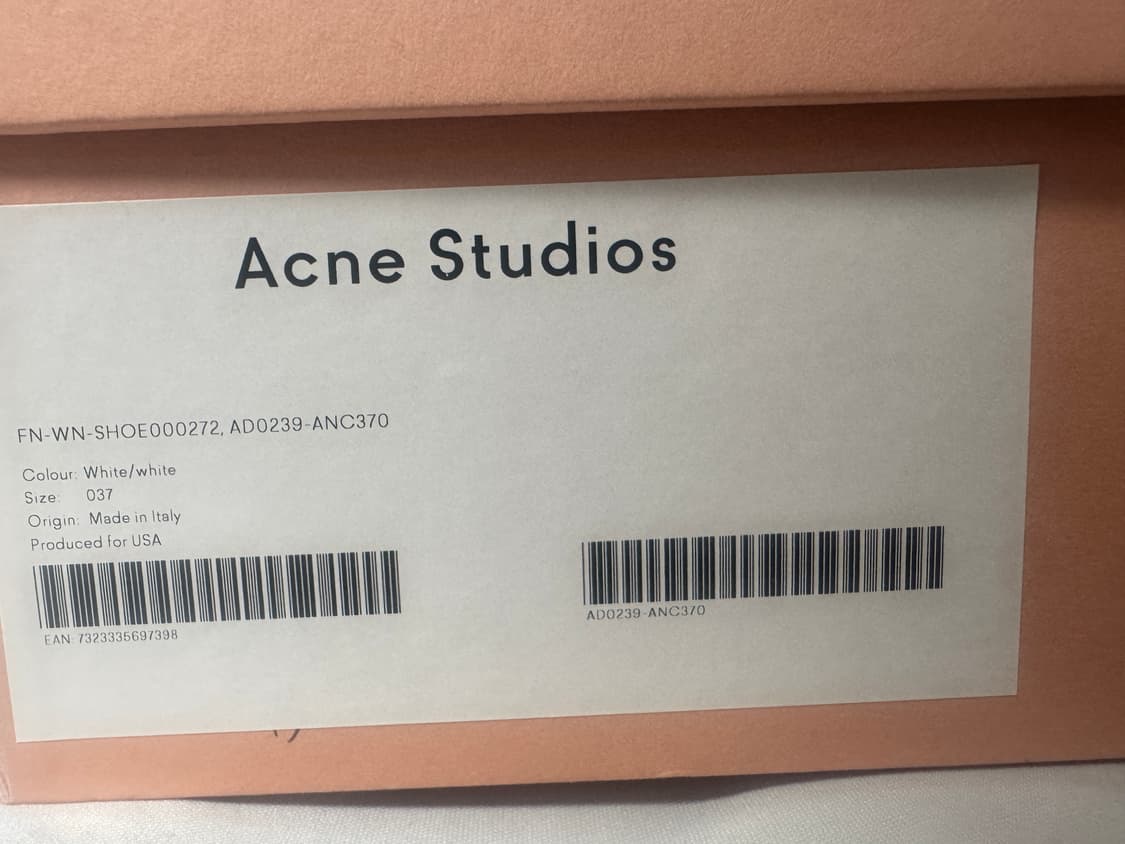 Acne Studios
FN-WN-SHOE000272, AD0239-ANC370
Colour: White/white
Size: 037
Origin: Made in Italy
Produced for USA
EAN: 7323335697398
AD0239-ANC370